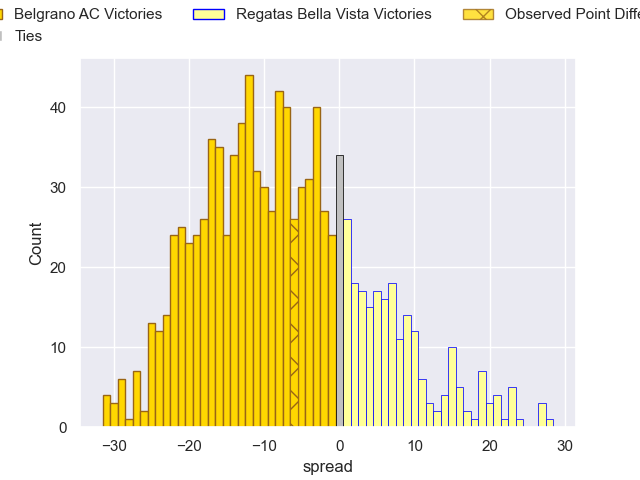 Belgrano AC Victories Regatas Bella Vista Victories Observed Point
Ties
40
30
20
10
0
Count
−30 −20 −10 0 10 20 30
spread